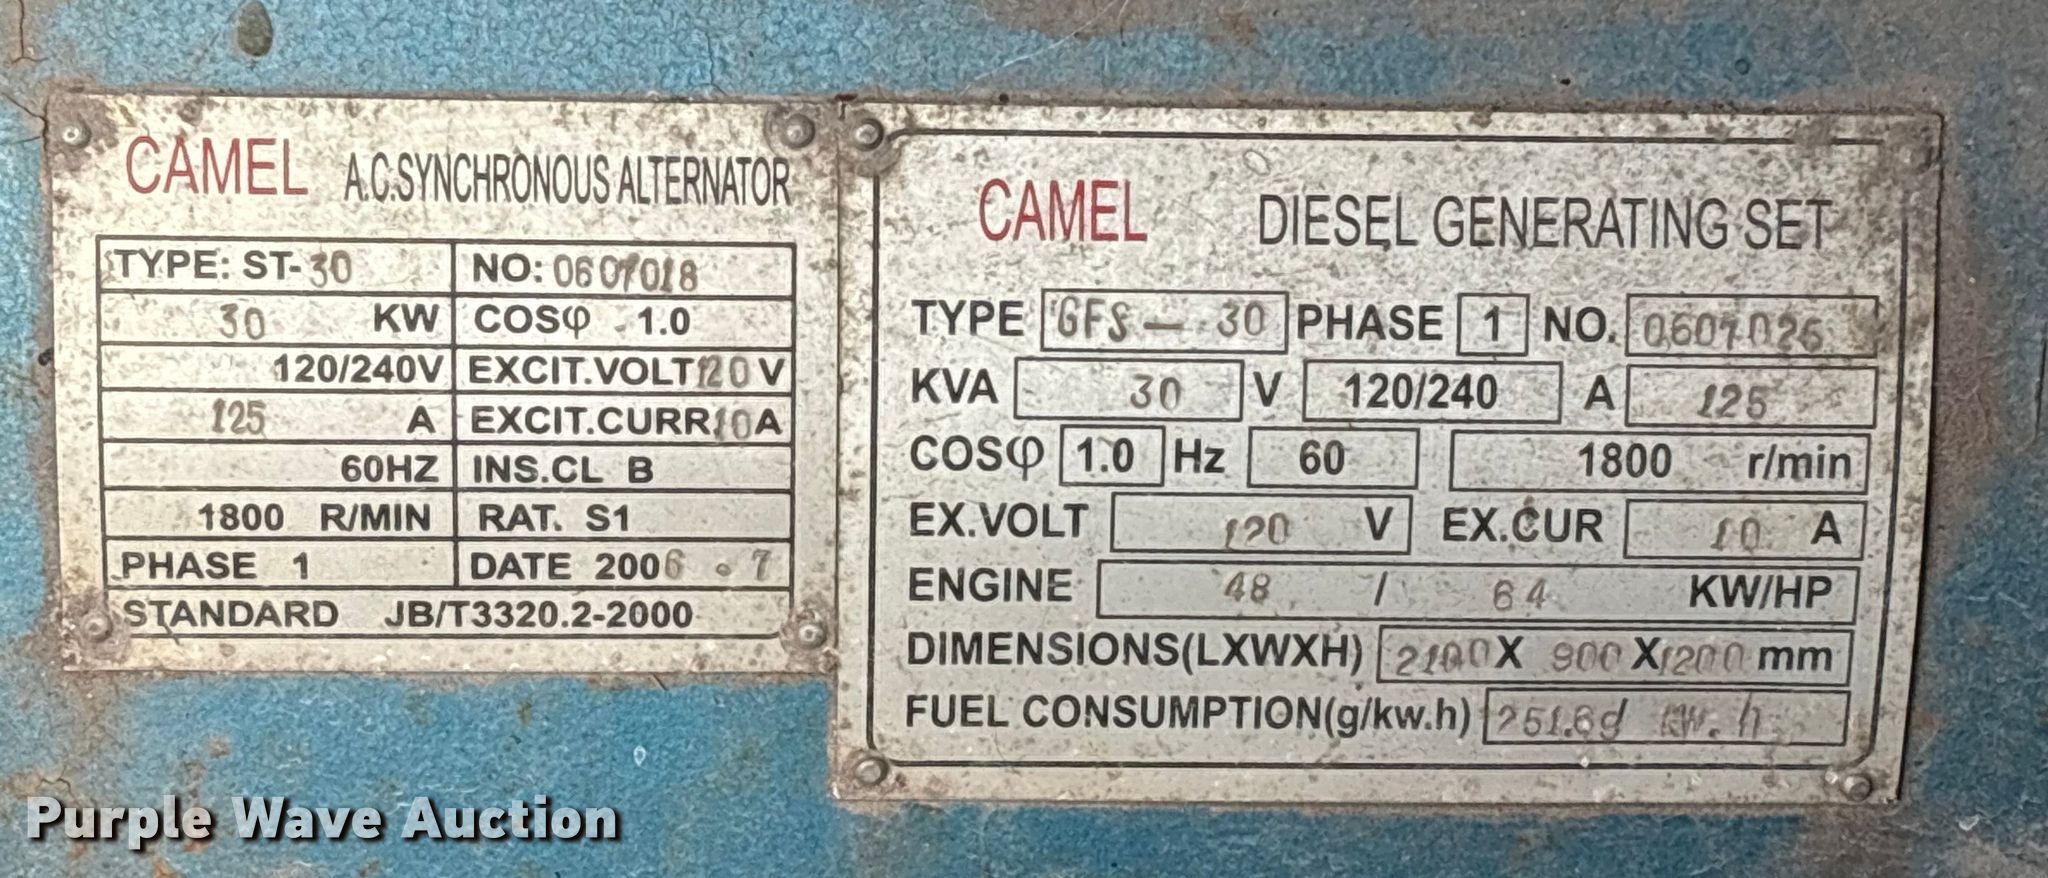 CAMEL A.C.SYNCHRONOUS ALTERNATOR
TYPE: ST-30 NO: 0607018
30 KW COSφ 1.0
120/240V EXCIT.VOLT 120 V
125 A EXCIT.CURR 10 A
60HZ INS.CL B
1800 R/MIN RAT. S1
PHASE 1 DATE 2006.7
STANDARD JB/T3320.2-2000
CAMEL DIESEL GENERATING SET
TYPE GFS - 30 PHASE 1 NO. 0607026
KVA 30 V 120/240 A 125
COSφ 1.0 Hz 60 1800 r/min
EX.VOLT 120 V EX.CUR 10 A
ENGINE 48 / 64 KW/HP
DIMENSIONS(LXWXH) 2100 X 900 X 1200 mm
FUEL CONSUMPTION(g/kw.h) 251.6g kw.h
Purple Wave Auction